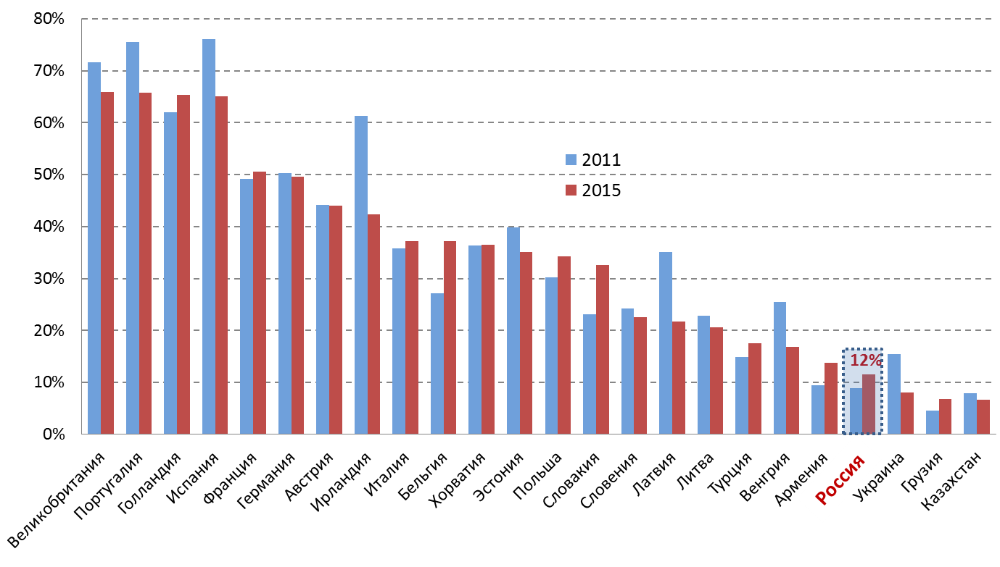 80%
70%
60%
50%
40%
30%
20%
10%
0%
2011
2015
12%
Великобритания
Португалия
Голландия
Испания
Франция
Германия
Австрия
Ирландия
Италия
Бельгия
Хорватия
Эстония
Польша
Словакия
Словения
Латвия
Литва
Турция
Венгрия
Армения
Россия
Украина
Грузия
Казахстан